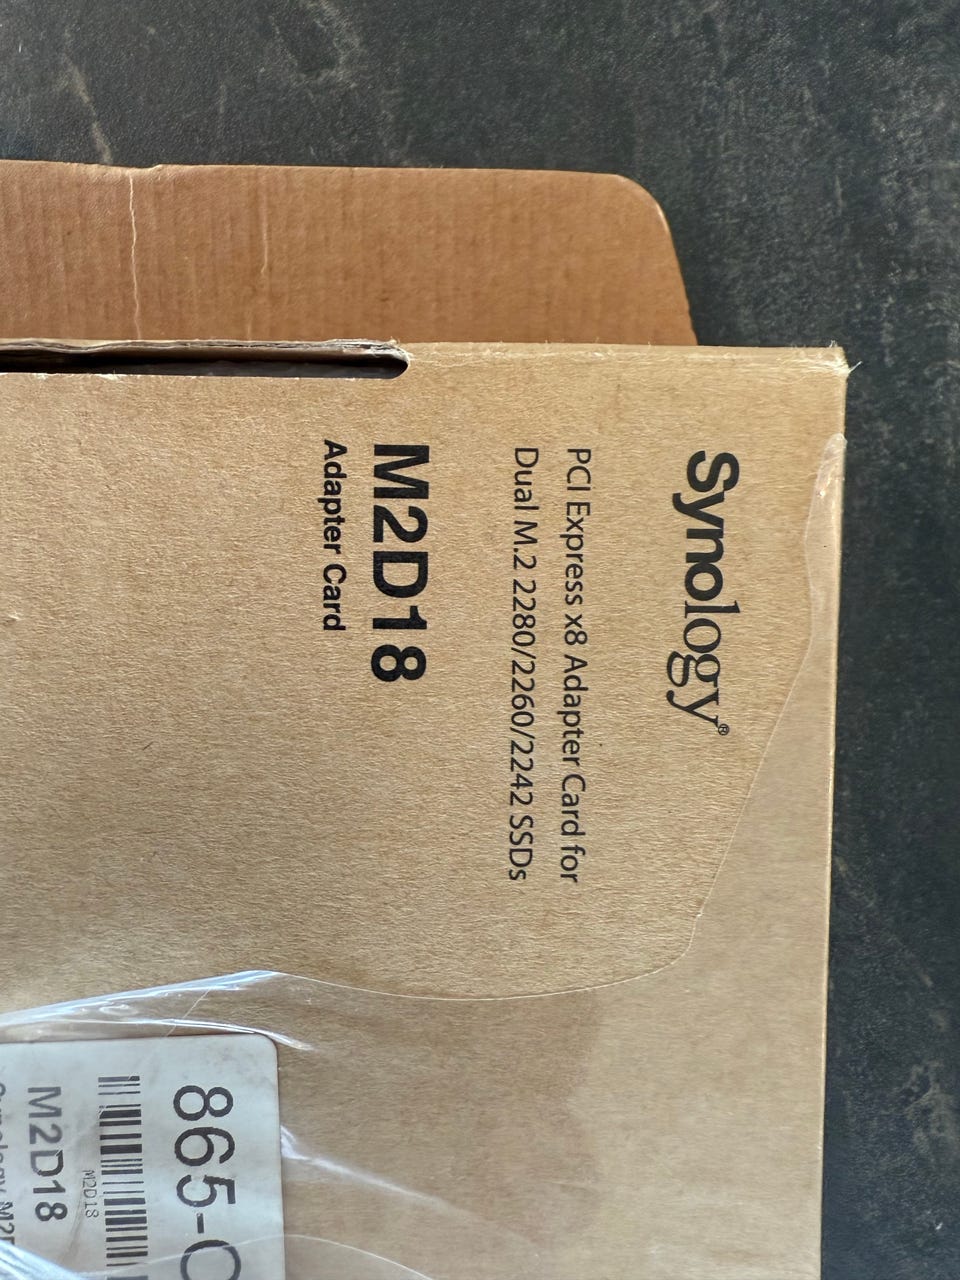 Synology®
PCI Express x8 Adapter Card for
Dual M.2 2280/2260/2242 SSDs
M2D18
Adapter Card
865-
M2D18
M2D18